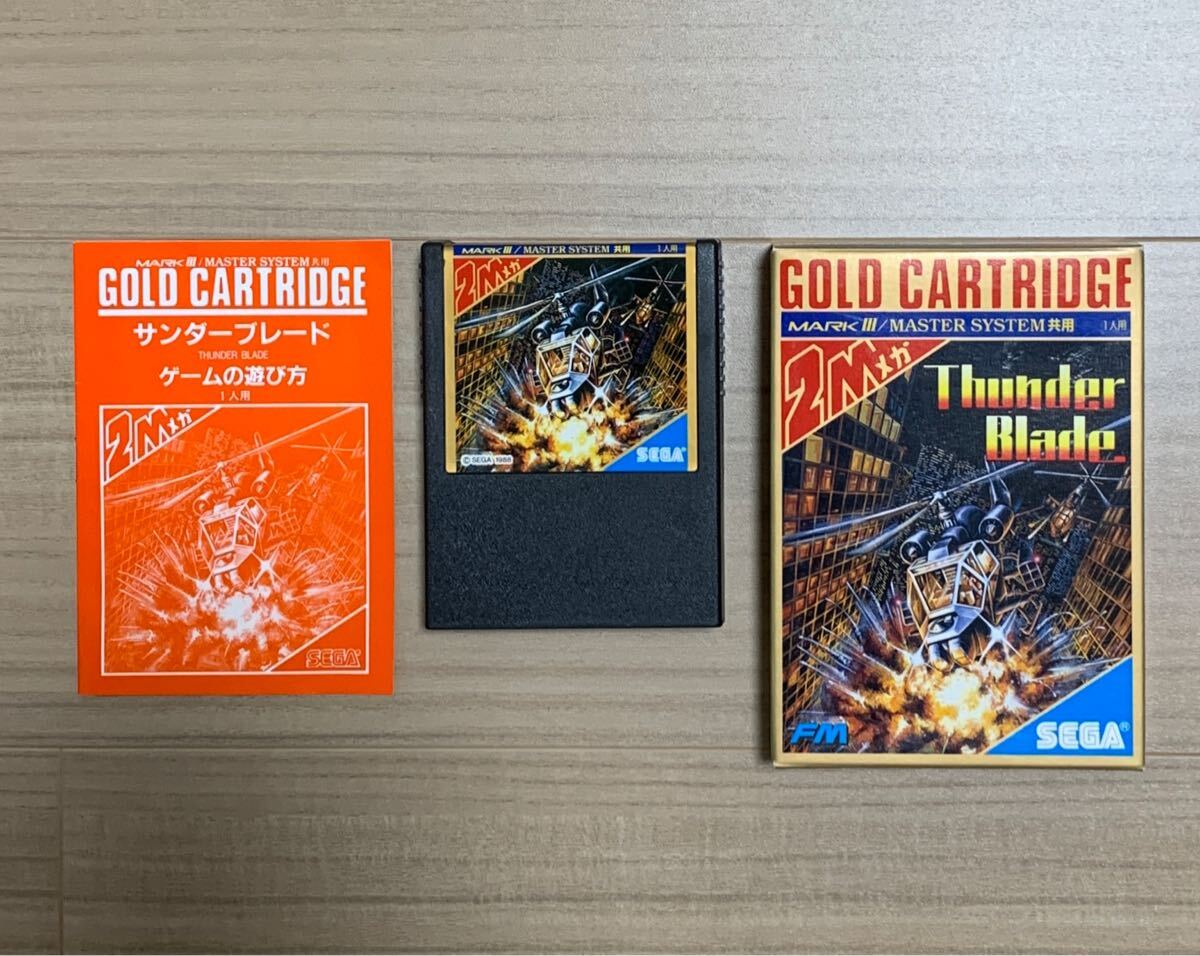 MARK III / MASTER SYSTEM 共用
GOLD CARTRIDGE
サンダーブレード
THUNDER BLADE
ゲームの遊び方
1人用
2Mメガ
SEGA
MARK III / MASTER SYSTEM 共用 1人用
2Mメガ
© SEGA 1988
SEGA®
GOLD CARTRIDGE
MARK III / MASTER SYSTEM 共用 1人用
2Mメガ
Thunder
Blade
FM
SEGA®